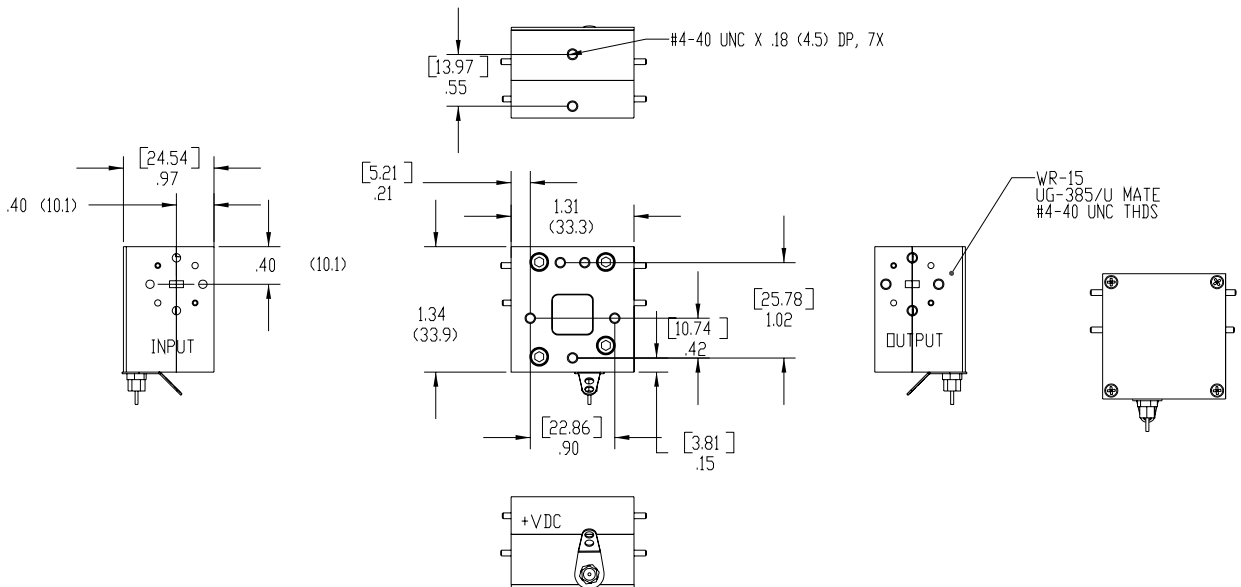 #4-40 UNC X .18 (4.5) DP, 7X
[13.97]
.55
[24.54]
.97
.40 (10.1)
.40 (10.1)
INPUT
[5.21]
.21
1.31
(33.3)
1.34
(33.9)
[25.78]
1.02
[10.74]
.42
[22.86]
.90
[3.81]
.15
WR-15
UG-385/U MATE
#4-40 UNC THDS
OUTPUT
+VDC